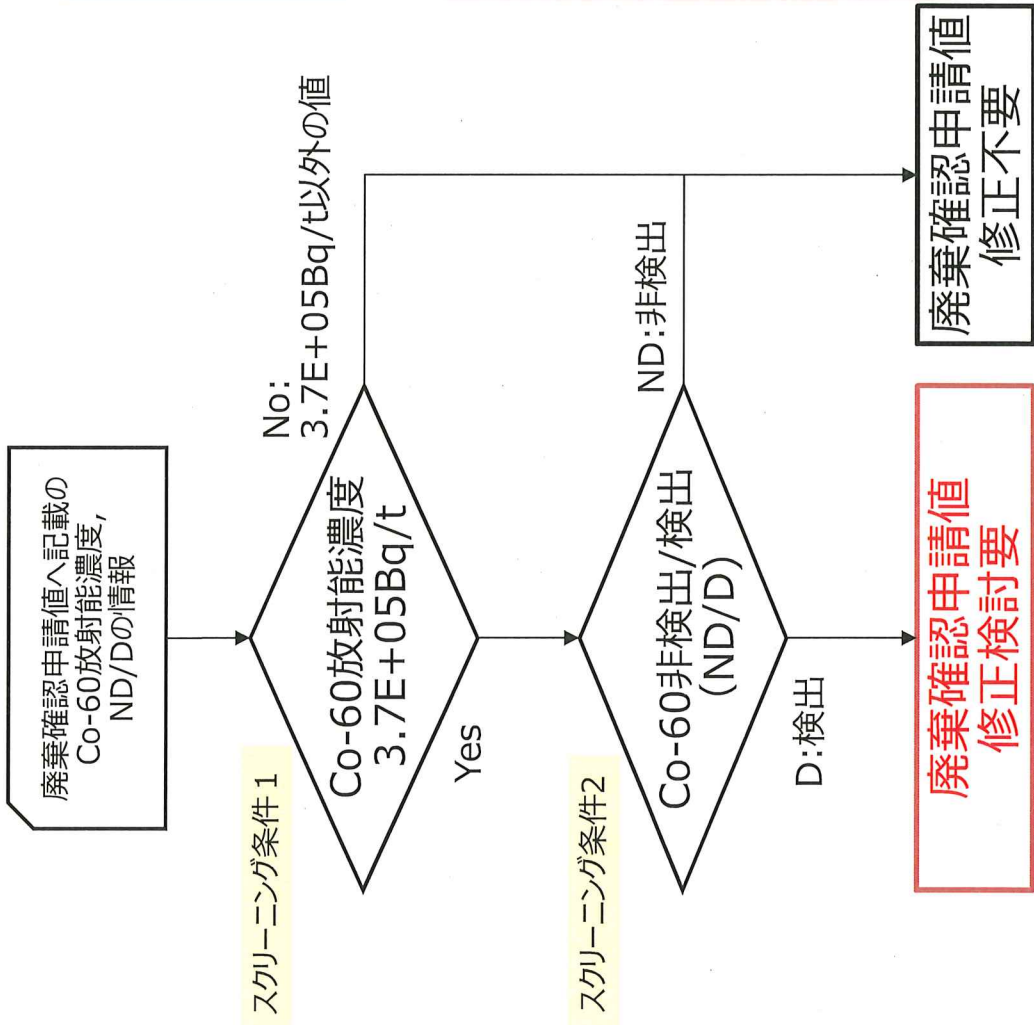 廃棄確認申請値へ記載の
Co-60放射能濃度,
ND/Dの情報
スクリーニング条件1
Co-60放射能濃度
3.7E+05Bq/t
No:
3.7E+05Bq/t以外の値
Yes
スクリーニング条件2
Co-60非検出/検出
(ND/D)
ND:非検出
D:検出
廃棄確認申請値
修正検討要
廃棄確認申請値
修正不要